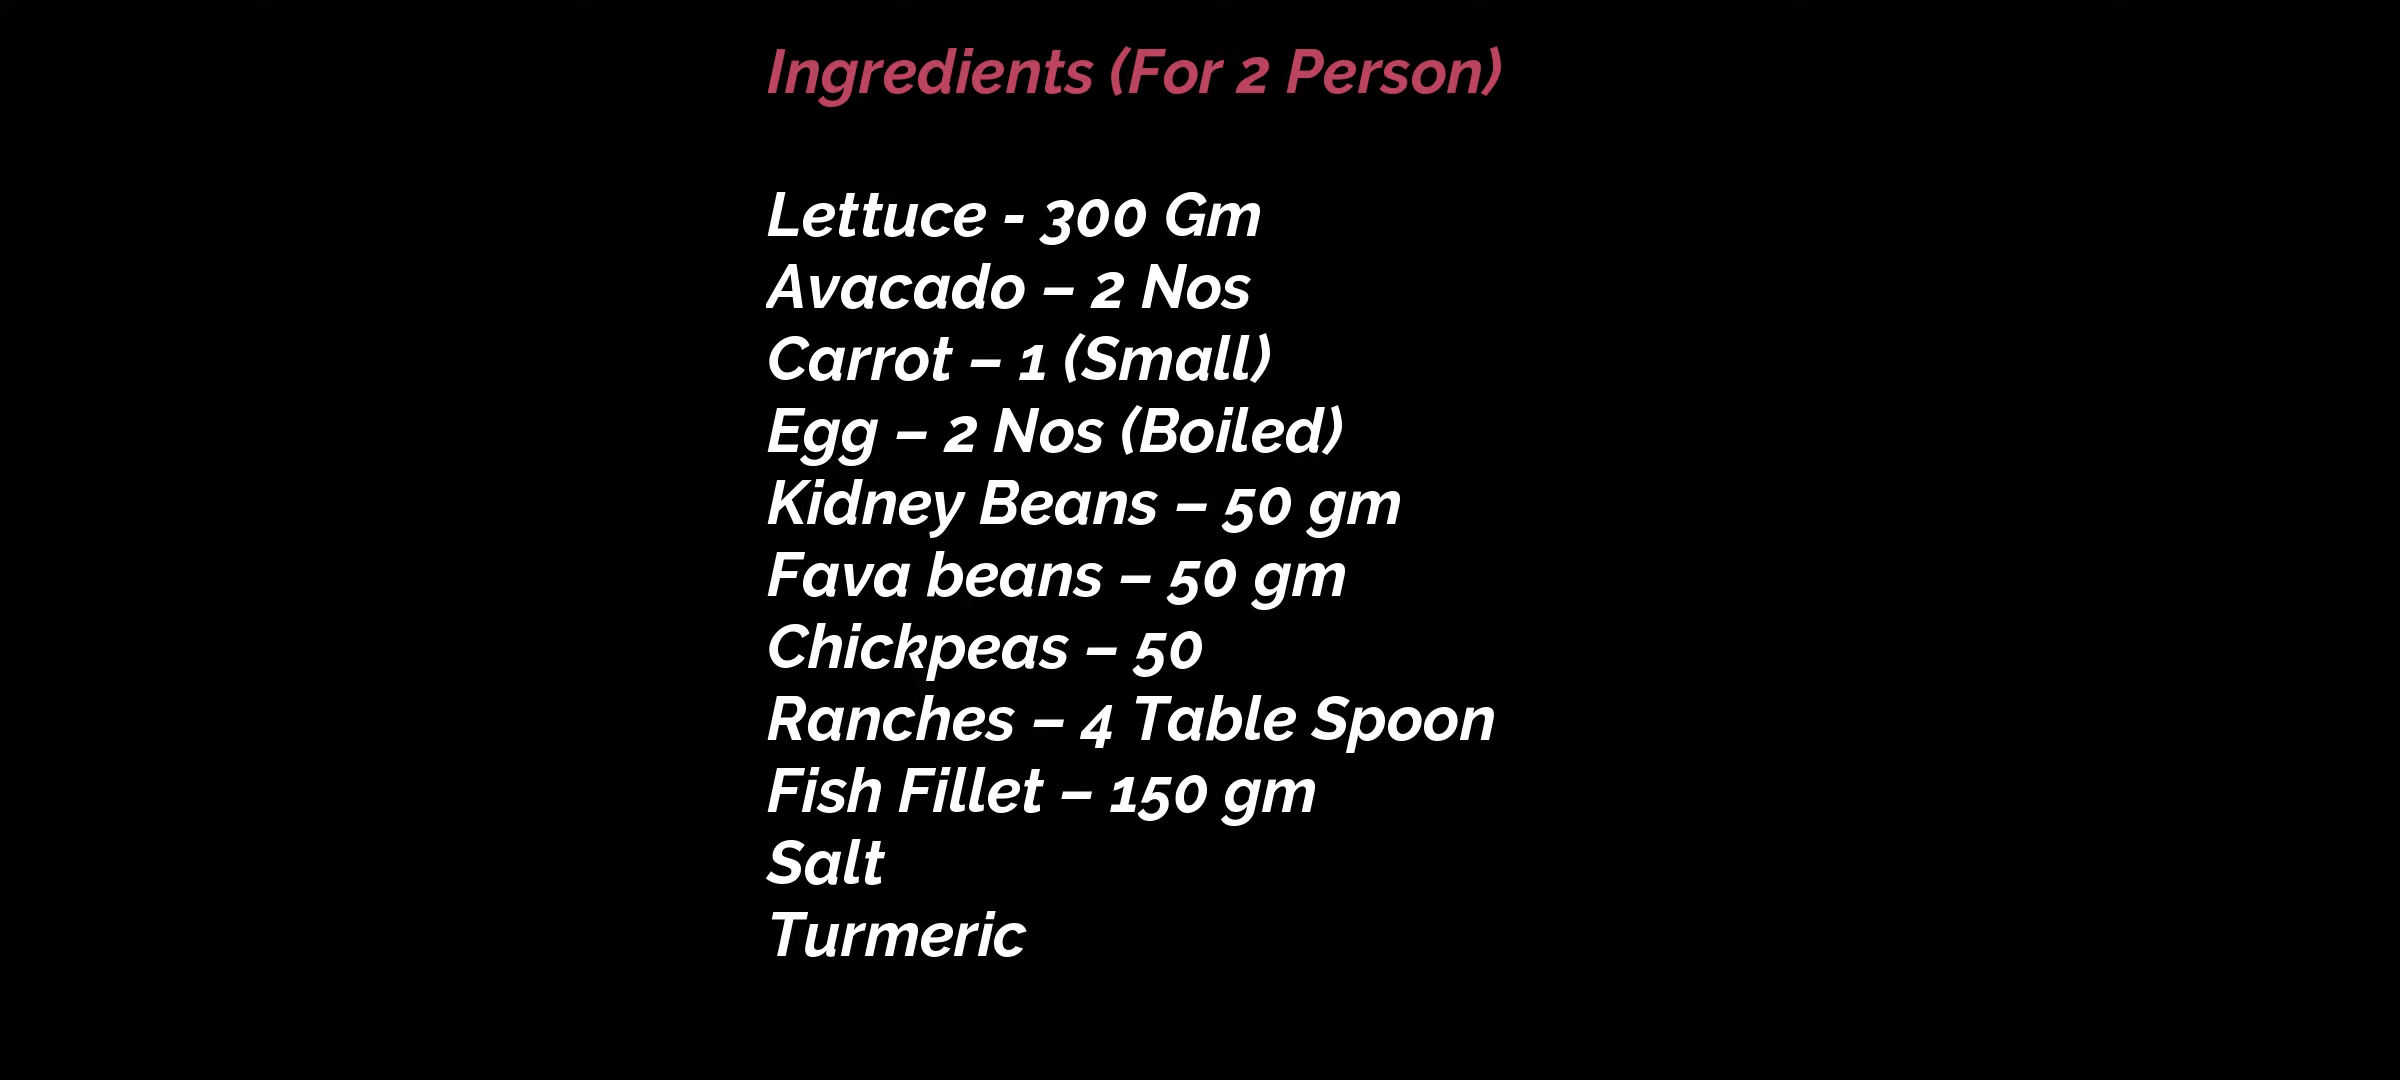 Ingredients (For 2 Person)
Lettuce - 300 Gm
Avacado – 2 Nos
Carrot – 1 (Small)
Egg – 2 Nos (Boiled)
Kidney Beans – 50 gm
Fava beans – 50 gm
Chickpeas – 50
Ranches – 4 Table Spoon
Fish Fillet – 150 gm
Salt
Turmeric